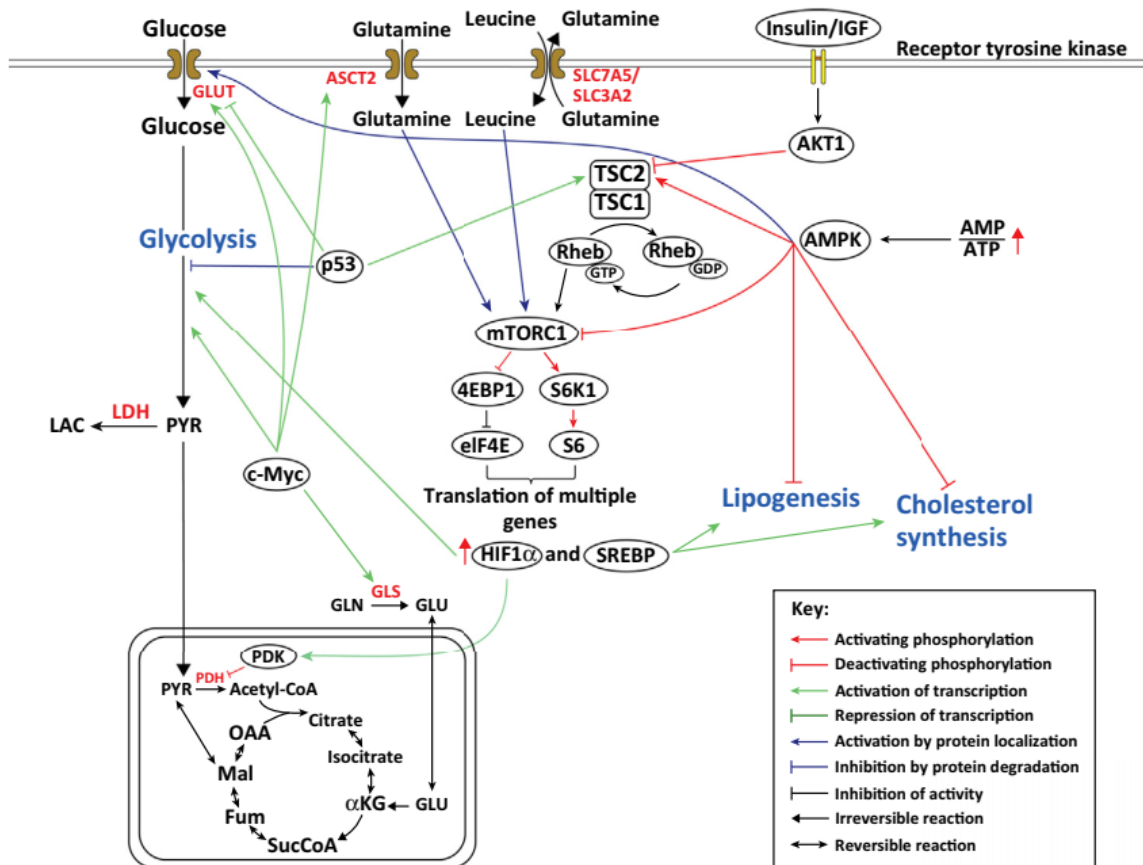 Glucose
Glutamine
Leucine
Glutamine
Insulin/IGF
Receptor tyrosine kinase
GLUT
ASCT2
SLC7A5/
SLC3A2
Glucose
Glutamine
Leucine
Glutamine
AKT1
TSC2
TSC1
Glycolysis
p53
Rheb
GTP
Rheb
GDP
AMPK
AMP
ATP
mTORC1
4EBP1
S6K1
LAC
LDH
PYR
eIF4E
S6
c-Myc
Translation of multiple
genes
Lipogenesis
Cholesterol
synthesis
HIF1α and SREBP
GLS
GLN
GLU
PDK
PDH
PYR
Acetyl-CoA
OAA
Citrate
Isocitrate
Mal
αKG
GLU
Fum
SucCoA
Key:
Activating phosphorylation
Deactivating phosphorylation
Activation of transcription
Repression of transcription
Activation by protein localization
Inhibition by protein degradation
Inhibition of activity
Irreversible reaction
Reversible reaction